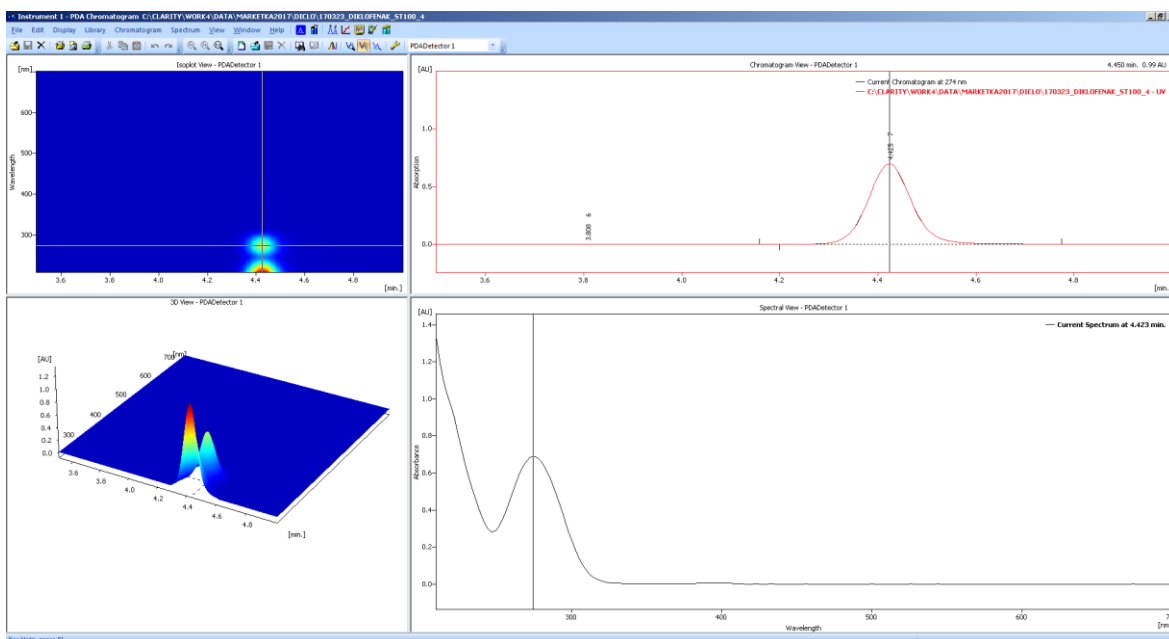 Instrument 1 - PDA Chromatogram C:\CLARITY\WORK4\DATA\MARKETKA2017\DICLO\170323_DIKLOFENAK_ST100_4
File Edit Display Library Chromatogram Spectrum View Window Help
PDADetector 1
Isoplot View - PDADetector 1
[nm]
600
500
400
300
Wavelength
3.6 3.8 4.0 4.2 4.4 4.6 4.8
[min.]
Chromatogram View - PDADetector 1
4.450 min. 0.99 AU
[AU]
Current Chromatogram at 274 nm
C:\CLARITY\WORK4\DATA\MARKETKA2017\DICLO\170323_DIKLOFENAK_ST100_4 - UV
1.0
0.5
0.0
Absorption
3.808 6
4.425 7
3.6 3.8 4.0 4.2 4.4 4.6 4.8
[min.]
3D View - PDADetector 1
[AU]
1.2
1.0
0.8
0.6
0.4
0.2
0.0
[nm]
700
600
500
400
300
3.6
3.8
4.0
4.2
4.4
4.6
4.8
[min.]
Spectral View - PDADetector 1
[AU]
Current Spectrum at 4.423 min.
1.4
1.2
1.0
0.8
0.6
0.4
0.2
0.0
Absorbance
300 400 500 600
Wavelength